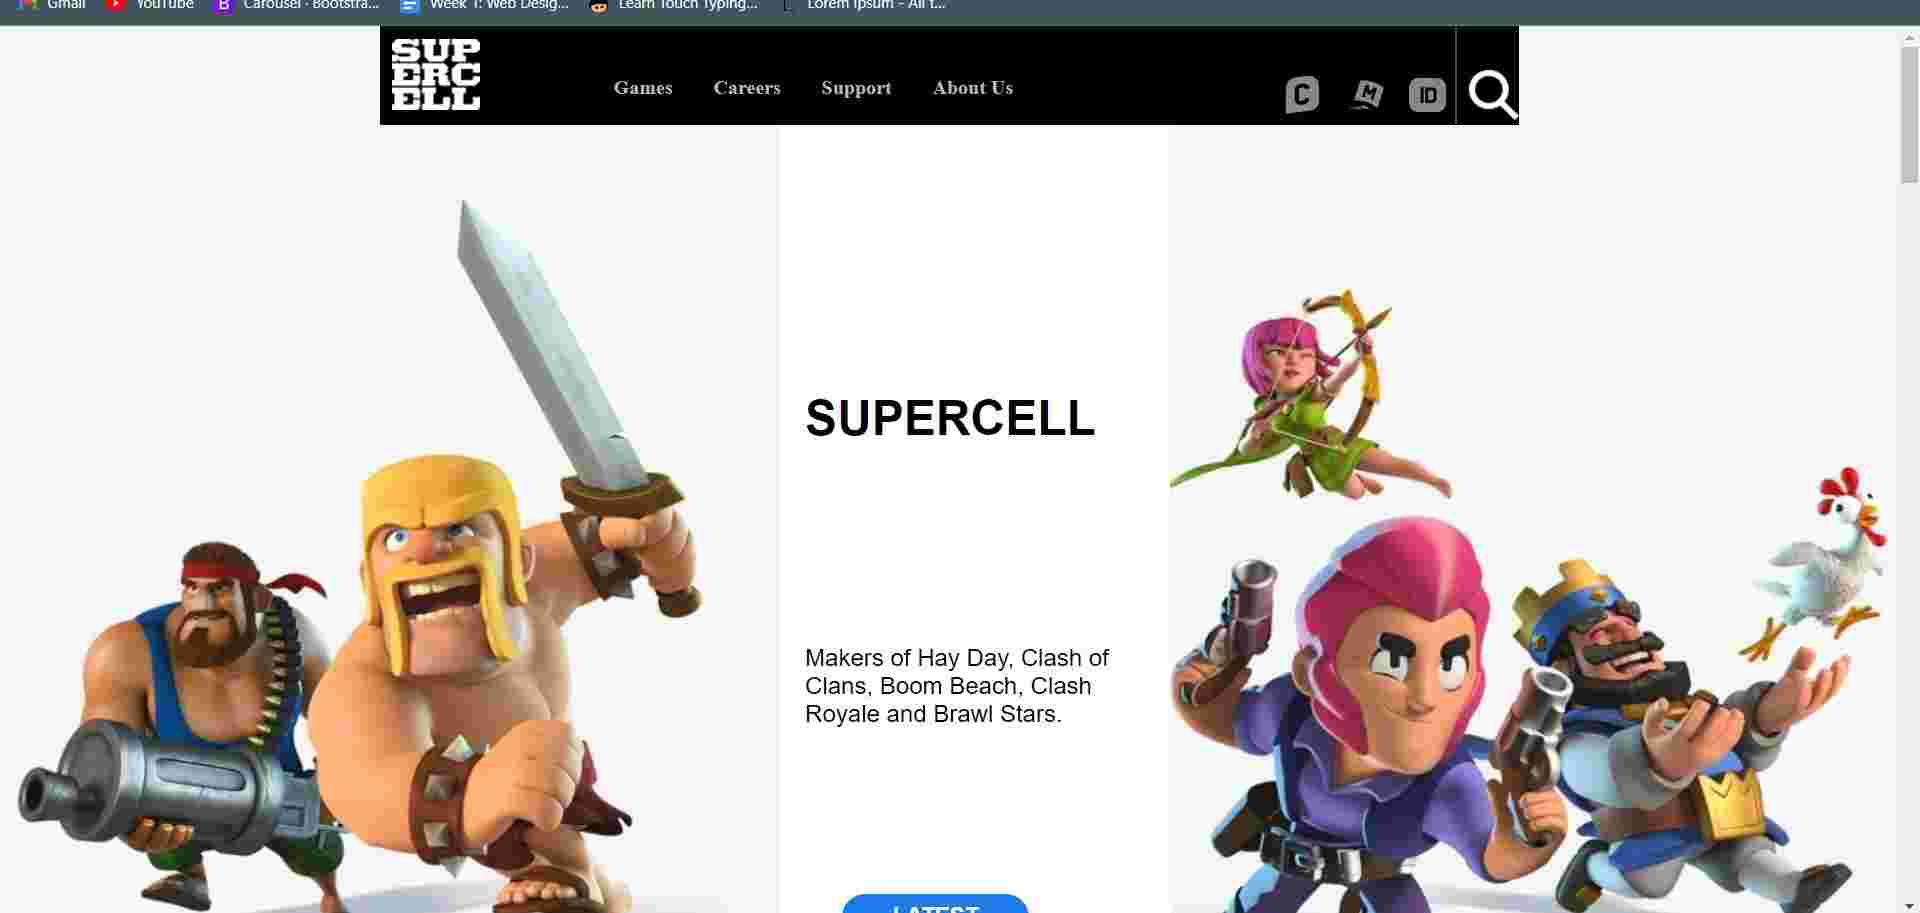 Gmail YouTube Carousel · Bootstra... Week 1: Web Desig... Learn Touch Typing... Lorem Ipsum - All t...
SUP
ERC
ELL
Games Careers Support About Us
C M ID
SUPERCELL
Makers of Hay Day, Clash of
Clans, Boom Beach, Clash
Royale and Brawl Stars.
LATEST